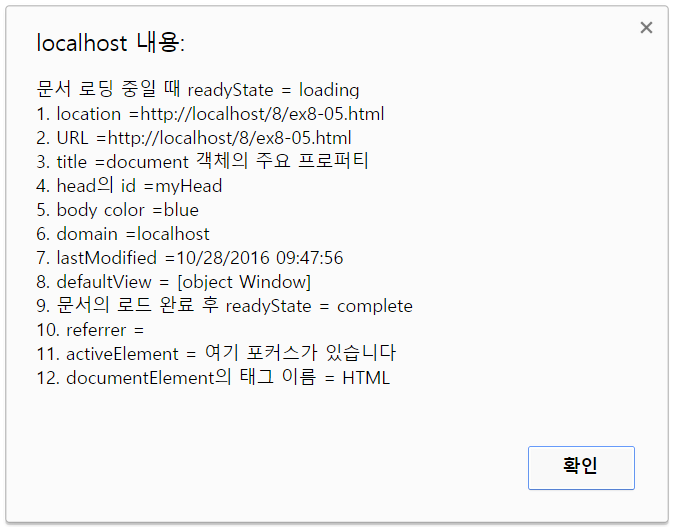 localhost 내용:
문서 로딩 중일 때 readyState = loading
1. location =http://localhost/8/ex8-05.html
2. URL =http://localhost/8/ex8-05.html
3. title =document 객체의 주요 프로퍼티
4. head의 id =myHead
5. body color =blue
6. domain =localhost
7. lastModified =10/28/2016 09:47:56
8. defaultView = [object Window]
9. 문서의 로드 완료 후 readyState = complete
10. referrer =
11. activeElement = 여기 포커스가 있습니다
12. documentElement의 태그 이름 = HTML
확인